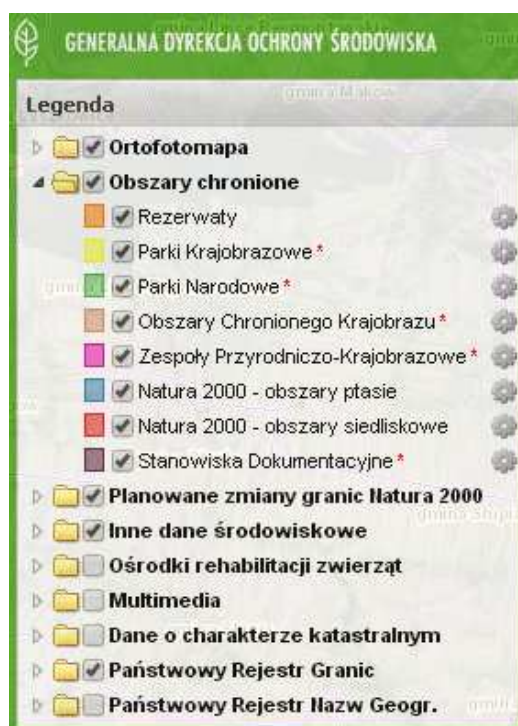 GENERALNA DYREKCJA OCHRONY ŚRODOWISKA
gmina Maków
Legenda
Ortofotomapa
Obszary chronione
Rezerwaty
Parki Krajobrazowe *
Parki Narodowe *
Obszary Chronionego Krajobrazu *
Zespoły Przyrodniczo-Krajobrazowe *
Natura 2000 - obszary ptasie
Natura 2000 - obszary siedliskowe
Stanowiska Dokumentacyjne *
Planowane zmiany granic Natura 2000
Inne dane środowiskowe
Ośrodki rehabilitacji zwierząt
Multimedia
Dane o charakterze katastralnym
Państwowy Rejestr Granic
Państwowy Rejestr Nazw Geogr.